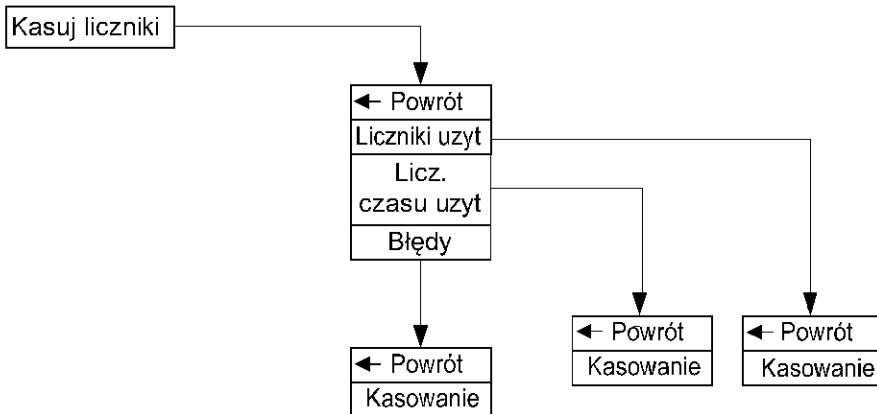 Kasuj liczniki
← Powrót
Liczniki uzyt
Licz.
czasu uzyt
Błędy
← Powrót
Kasowanie
← Powrót
Kasowanie
← Powrót
Kasowanie